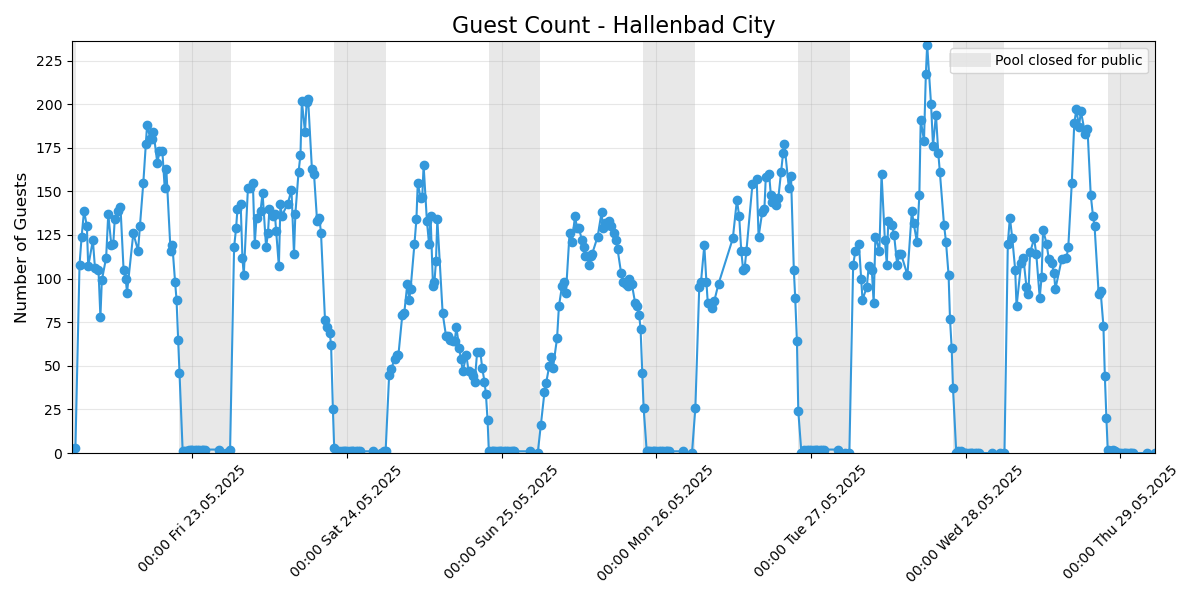 Guest Count - Hallenbad City
Pool closed for public
Number of Guests
225
200
175
150
125
100
75
50
25
0
00:00 Fri 23.05.2025
00:00 Sat 24.05.2025
00:00 Sun 25.05.2025
00:00 Mon 26.05.2025
00:00 Tue 27.05.2025
00:00 Wed 28.05.2025
00:00 Thu 29.05.2025